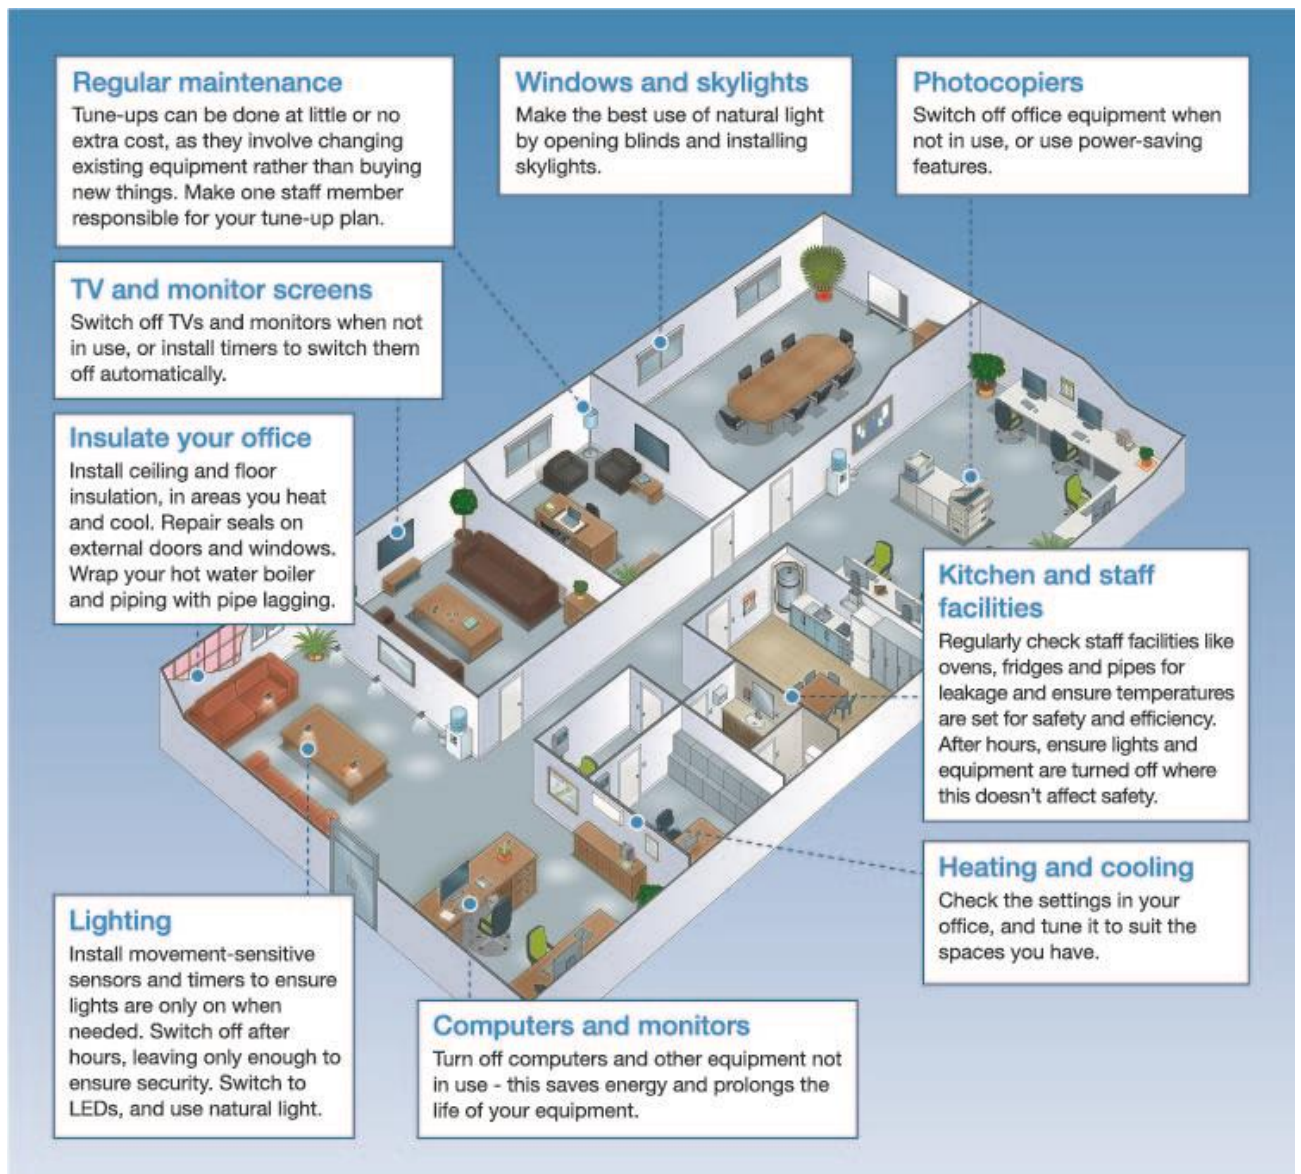 Regular maintenance
Tune-ups can be done at little or no
extra cost, as they involve changing
existing equipment rather than buying
new things. Make one staff member
responsible for your tune-up plan.
Windows and skylights
Make the best use of natural light
by opening blinds and installing
skylights.
Photocopiers
Switch off office equipment when
not in use, or use power-saving
features.
TV and monitor screens
Switch off TVs and monitors when not
in use, or install timers to switch them
off automatically.
Insulate your office
Install ceiling and floor
insulation, in areas you heat
and cool. Repair seals on
external doors and windows.
Wrap your hot water boiler
and piping with pipe lagging.
Kitchen and staff
facilities
Regularly check staff facilities like
ovens, fridges and pipes for
leakage and ensure temperatures
are set for safety and efficiency.
After hours, ensure lights and
equipment are turned off where
this doesn't affect safety.
Heating and cooling
Check the settings in your
office, and tune it to suit the
spaces you have.
Lighting
Install movement-sensitive
sensors and timers to ensure
lights are only on when
needed. Switch off after
hours, leaving only enough to
ensure security. Switch to
LEDs, and use natural light.
Computers and monitors
Turn off computers and other equipment not
in use - this saves energy and prolongs the
life of your equipment.